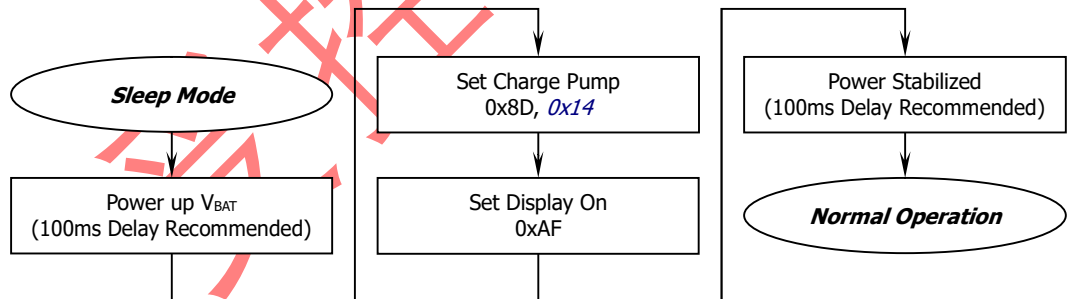 Sleep Mode
Power up VBAT
(100ms Delay Recommended)
Set Charge Pump
0x8D, 0x14
Set Display On
0xAF
Power Stabilized
(100ms Delay Recommended)
Normal Operation